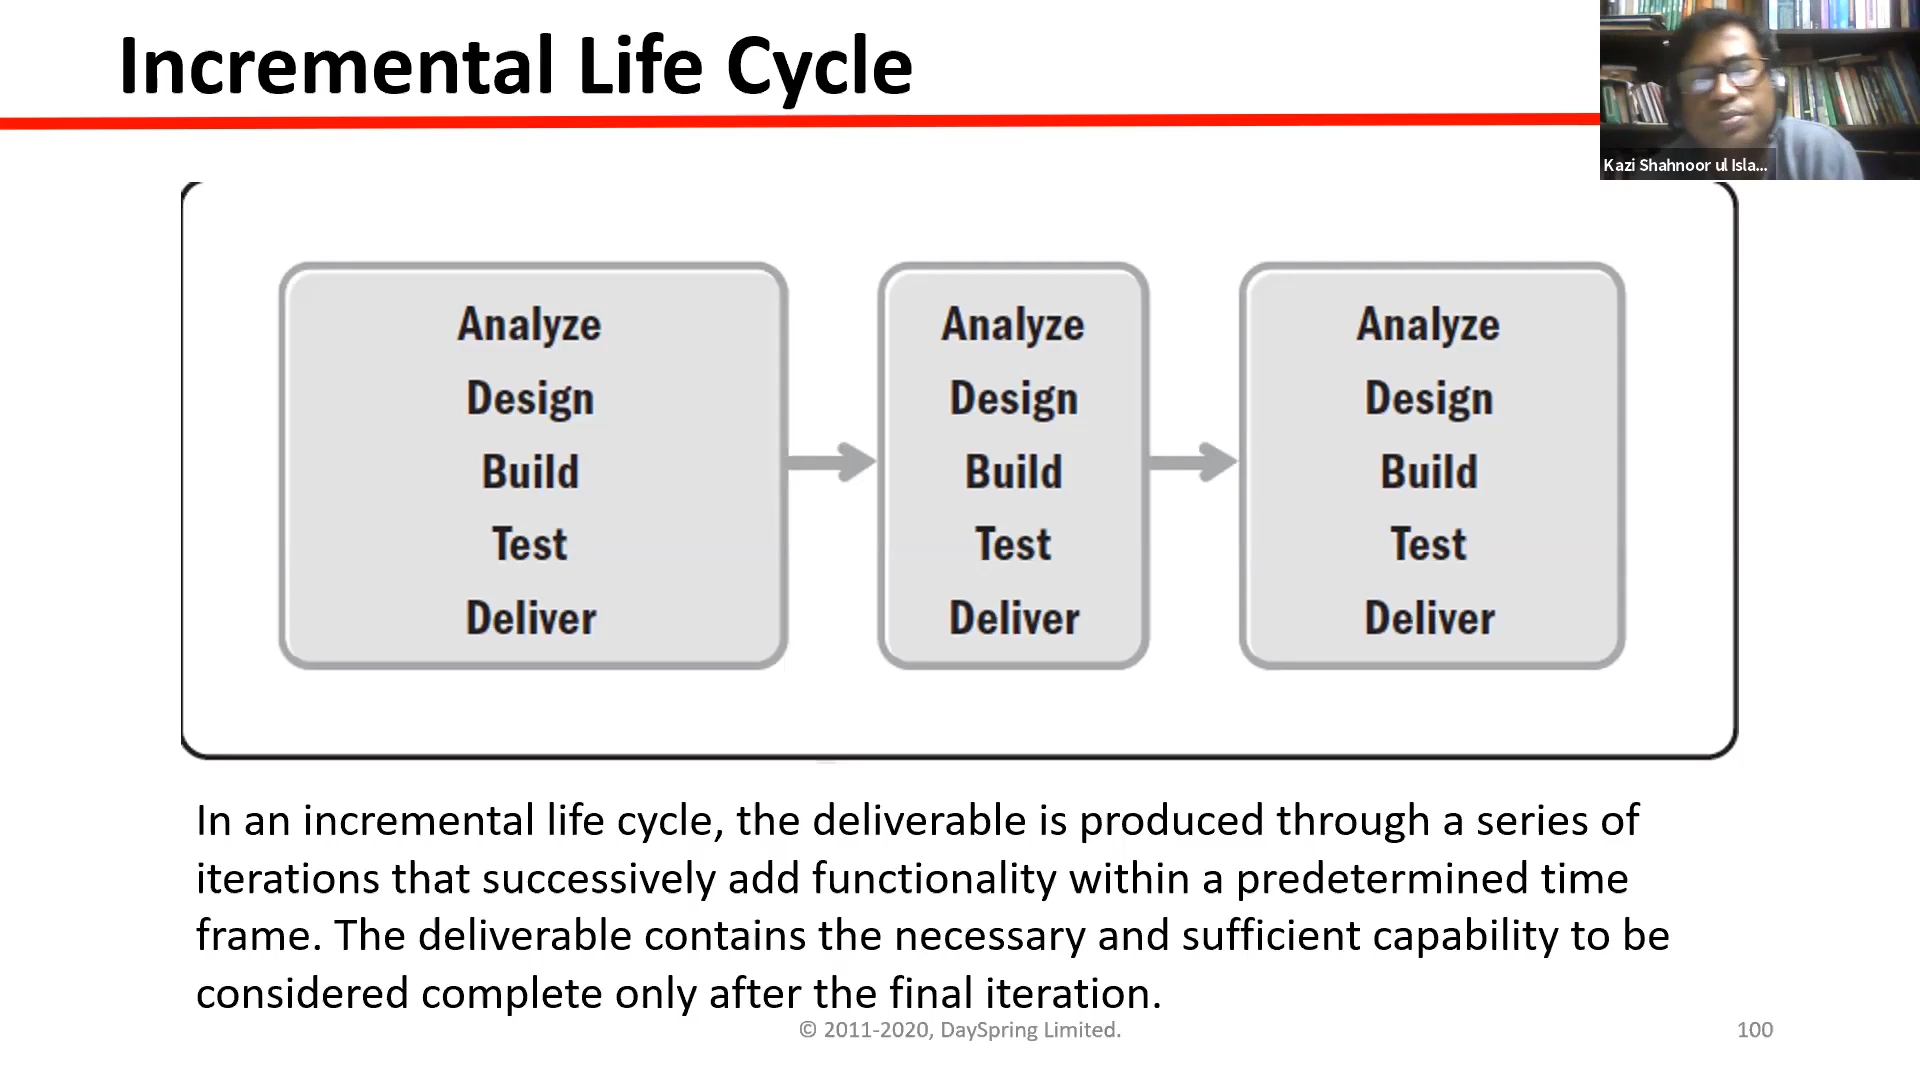 Incremental Life Cycle
Kazi Shahnoor ul Isla...
Analyze
Design
Build
Test
Deliver
Analyze
Design
Build
Test
Deliver
Analyze
Design
Build
Test
Deliver
In an incremental life cycle, the deliverable is produced through a series of
iterations that successively add functionality within a predetermined time
frame. The deliverable contains the necessary and sufficient capability to be
considered complete only after the final iteration.
© 2011-2020, DaySpring Limited.
100